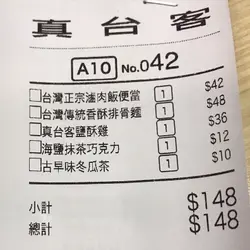 真台客
A10 No.042
□台灣正宗滷肉飯便當 1 $42
□台灣傳統香酥排骨麵 1 $48
□真台客鹽酥雞 1 $36
□海鹽抹茶巧克力 1 $12
□古早味冬瓜茶 1 $10
小計 $148
總計 $148